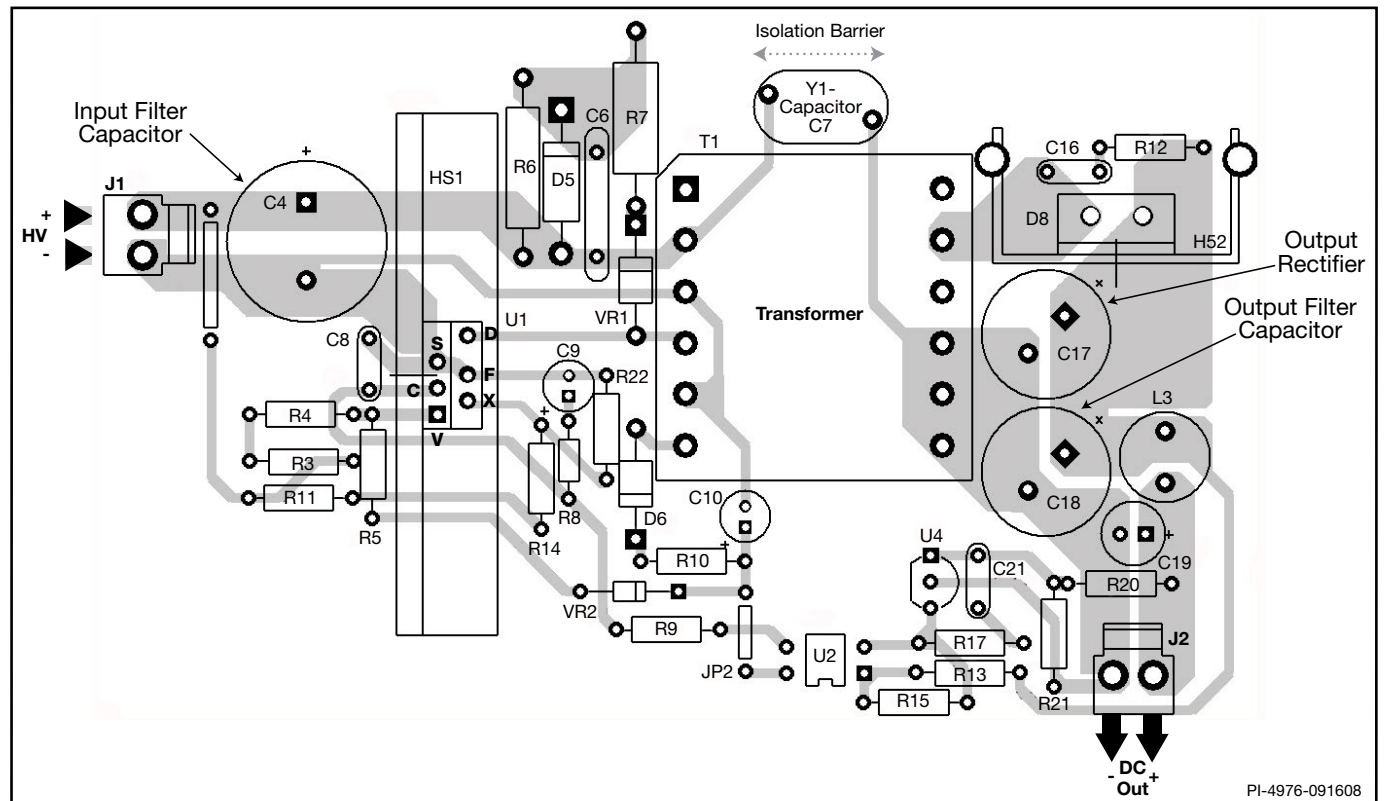 Isolation Barrier
Y1-
Capacitor
C7
Input Filter
Capacitor
+
J1
+
HV
-
C4
HS1
R6
D5
C6
R7
T1
C16
R12
D8
H52
Output
Rectifier
Output Filter
Capacitor
Transformer
VR1
U1
D
S
F
C
X
V
C8
C9
R22
+
R4
R3
R11
R5
R14
R8
D6
C10
+
R10
VR2
R9
JP2
U2
U4
C21
R17
R13
R15
R21
R20
C17
x
C18
x
L3
C19
+
J2
- DC +
Out
PI-4976-091608